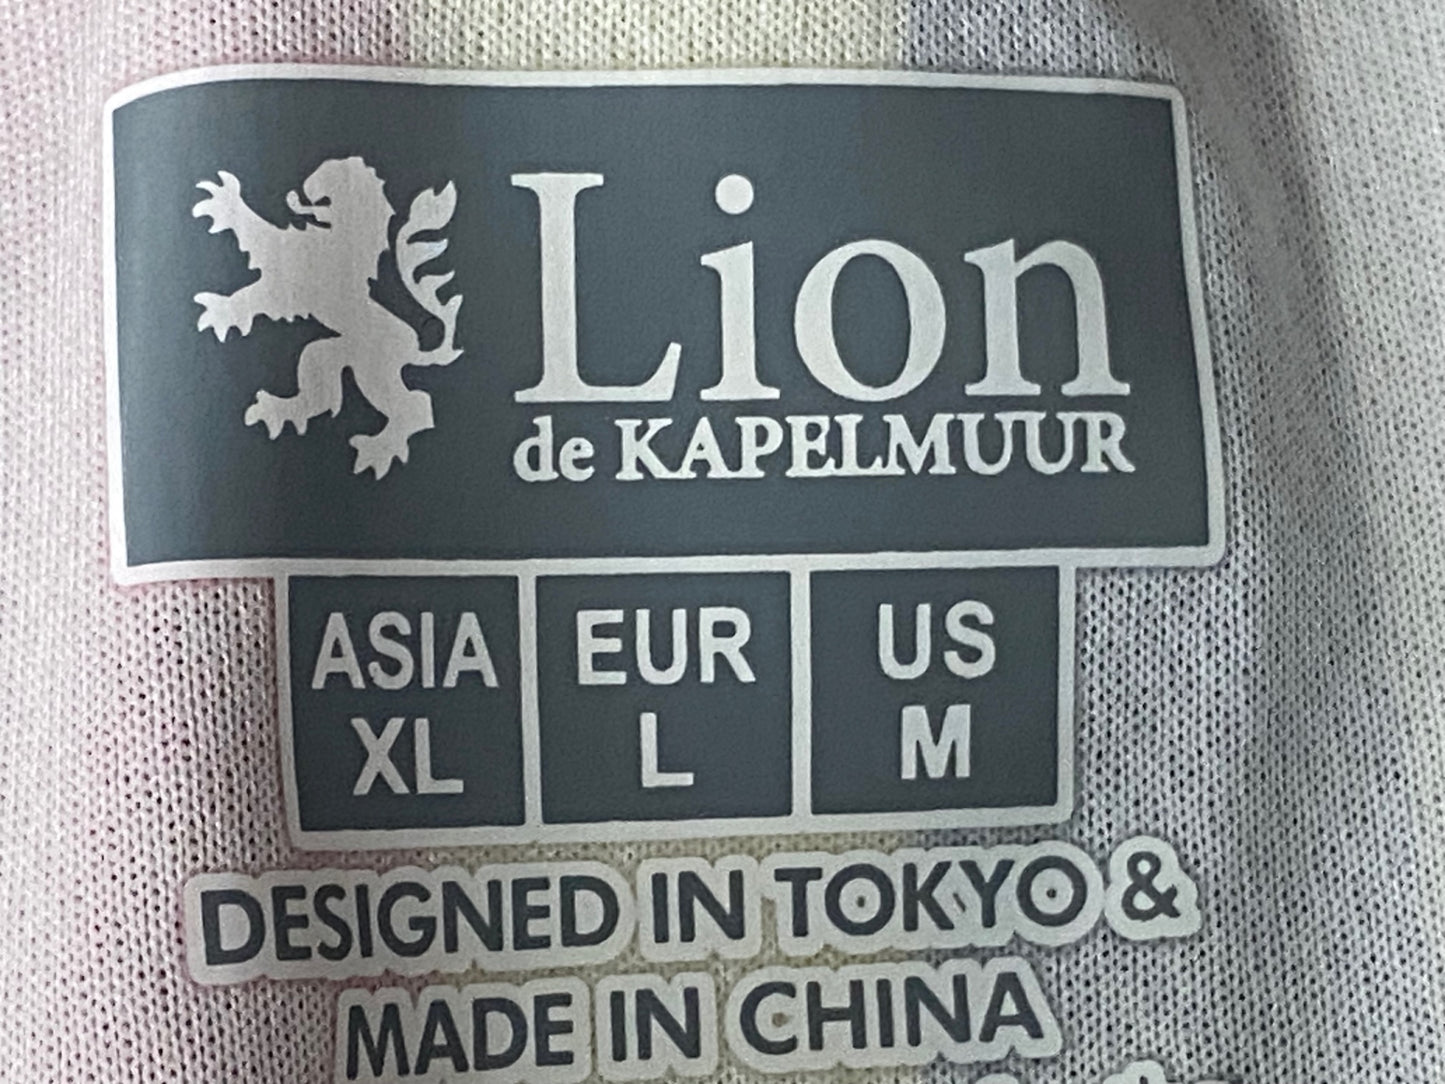 Lion
de KAPELMUUR
ASIA EUR US
XL L M
DESIGNED IN TOKYO &
MADE IN CHINA